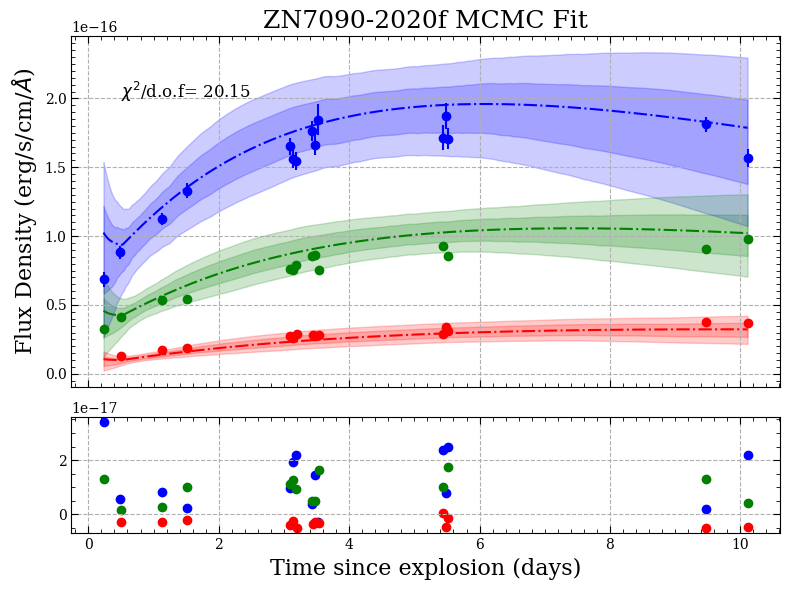 ZN7090-2020f MCMC Fit
1e−16
χ²/d.o.f= 20.15
2.0
1.5
1.0
0.5
0.0
Flux Density (erg/s/cm/Å)
1e−17
2
0
0 2 4 6 8 10
Time since explosion (days)